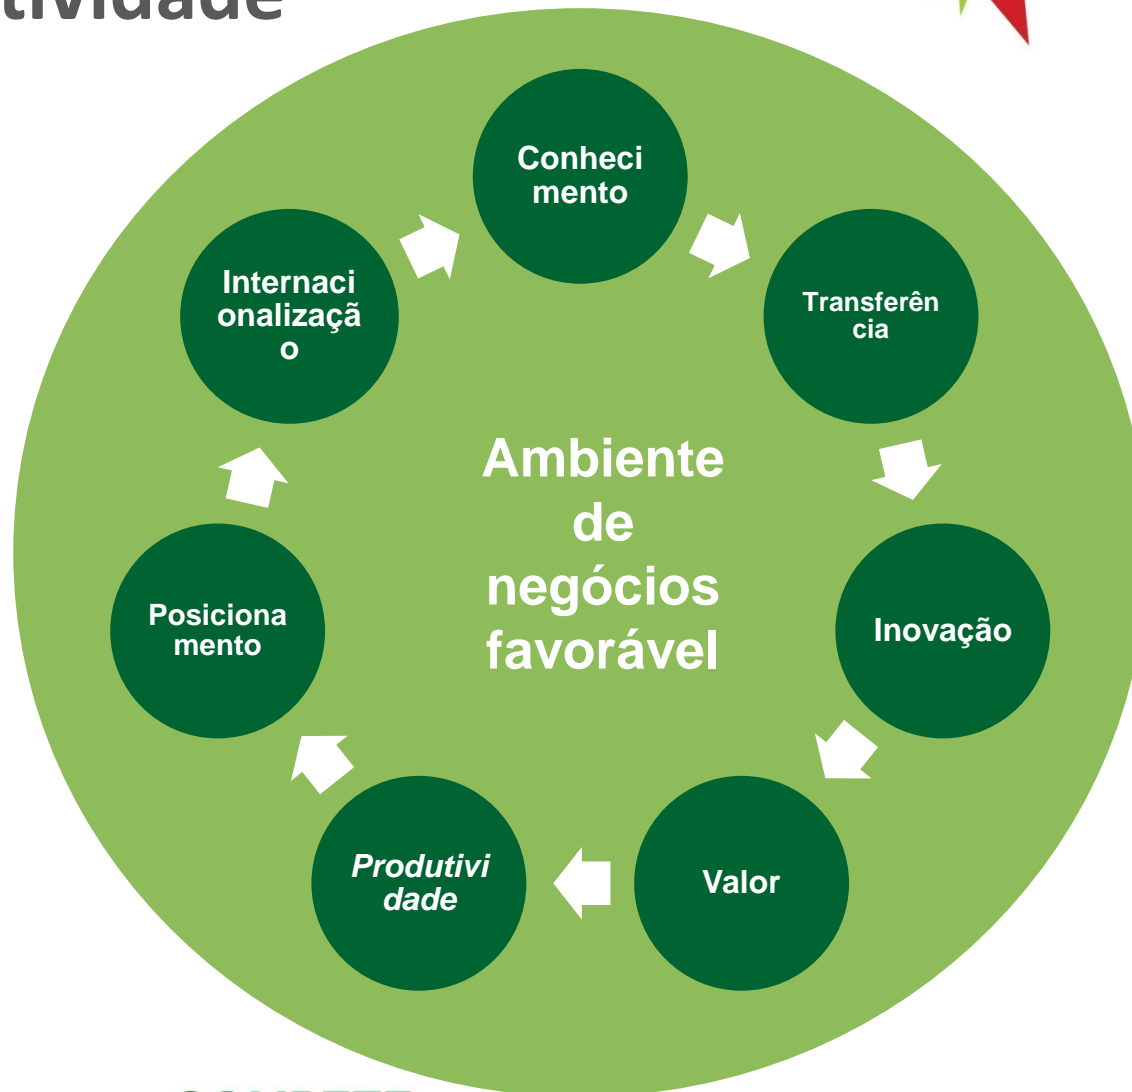 tividade
Conheci
mento
Transferên
cia
Inovação
Valor
Produtivi
dade
Posiciona
mento
Internaci
onalizaçã
o
Ambiente
de
negócios
favorável